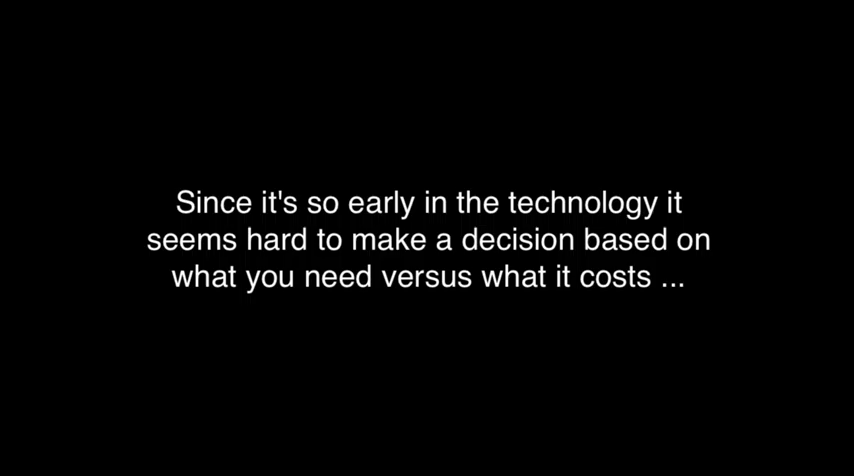 Since it's so early in the technology it
seems hard to make a decision based on
what you need versus what it costs ...